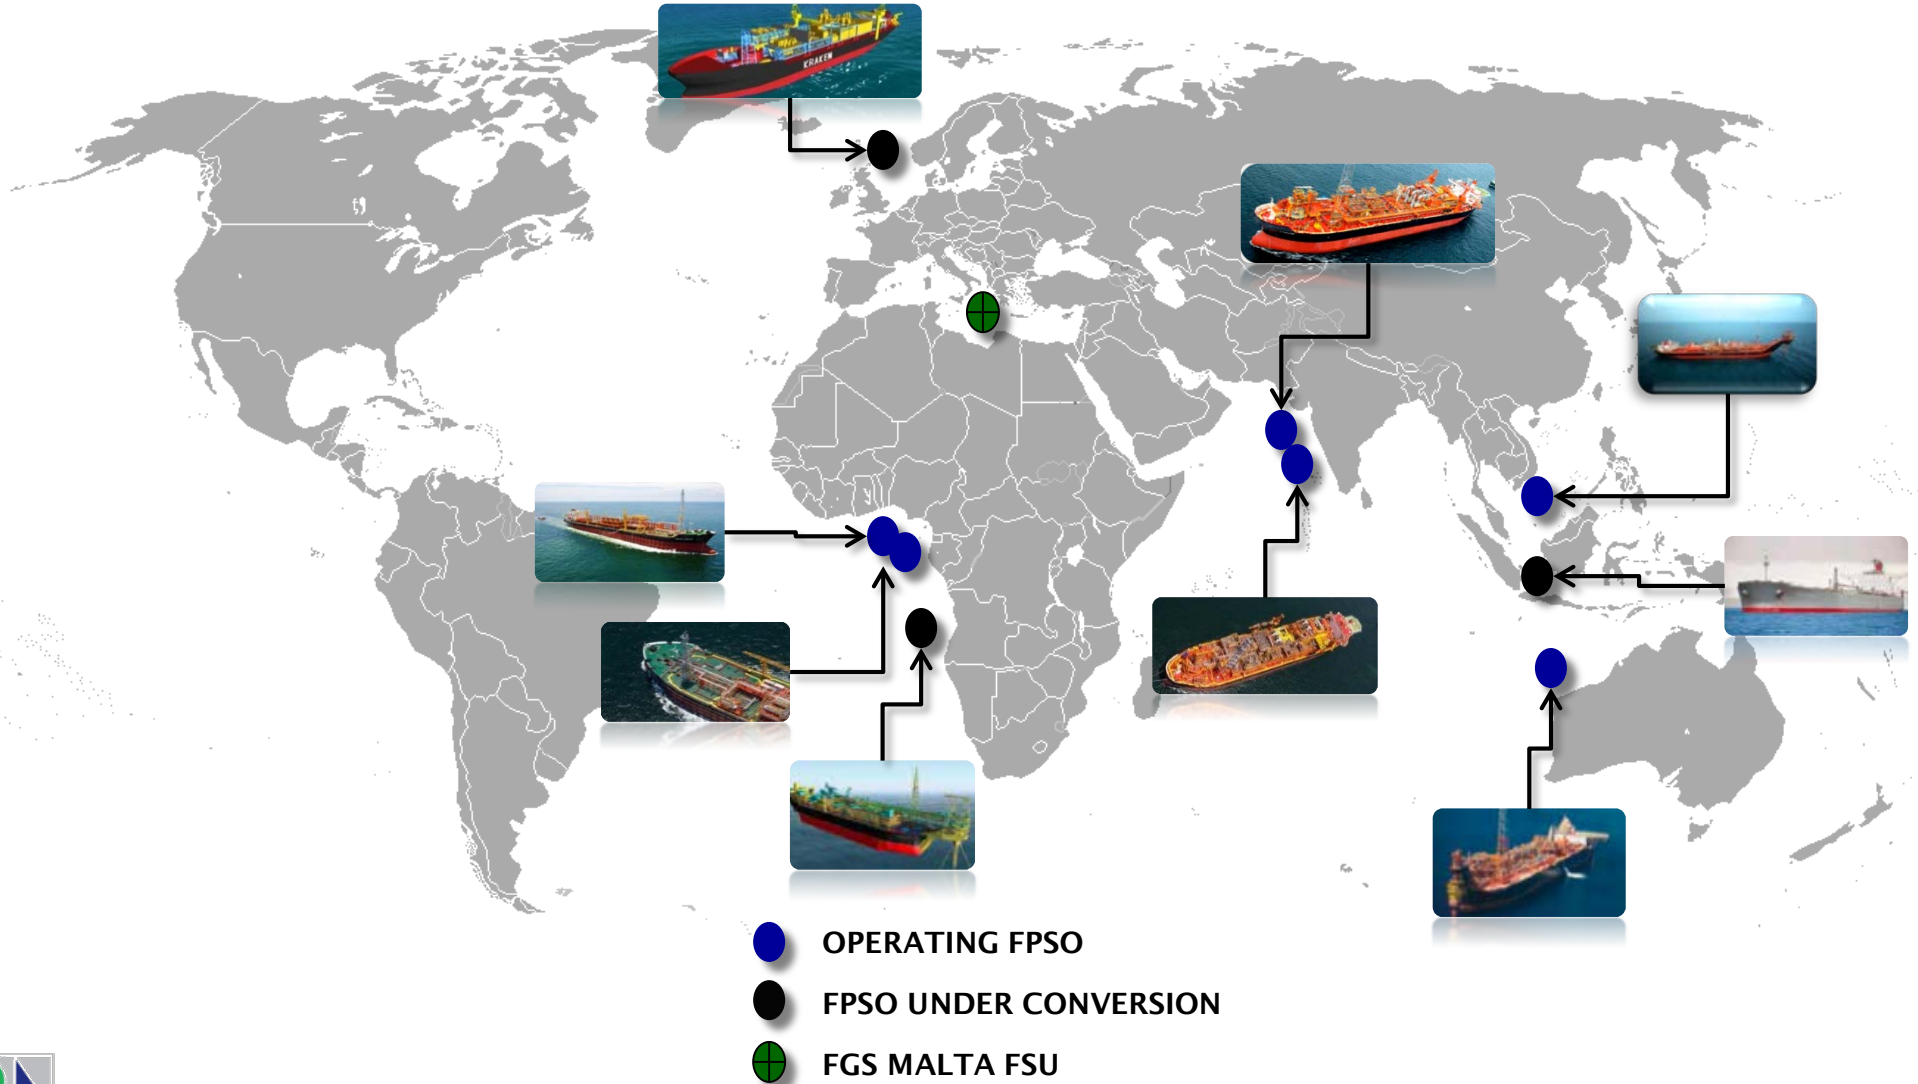 KRAKEN
OPERATING FPSO
FPSO UNDER CONVERSION
FGS MALTA FSU